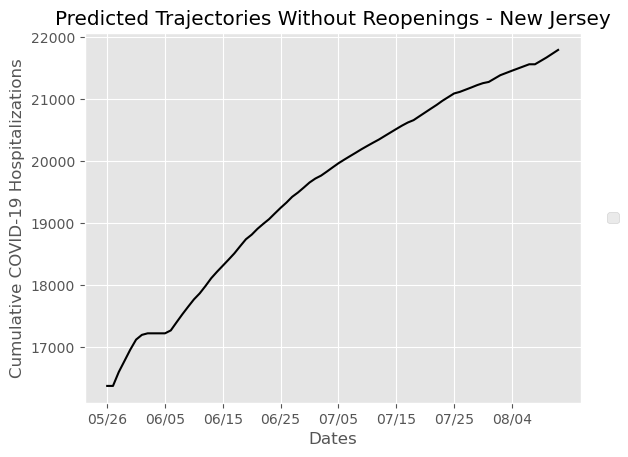 Predicted Trajectories Without Reopenings - New Jersey
Cumulative COVID-19 Hospitalizations
22000
21000
20000
19000
18000
17000
05/26 06/05 06/15 06/25 07/05 07/15 07/25 08/04
Dates